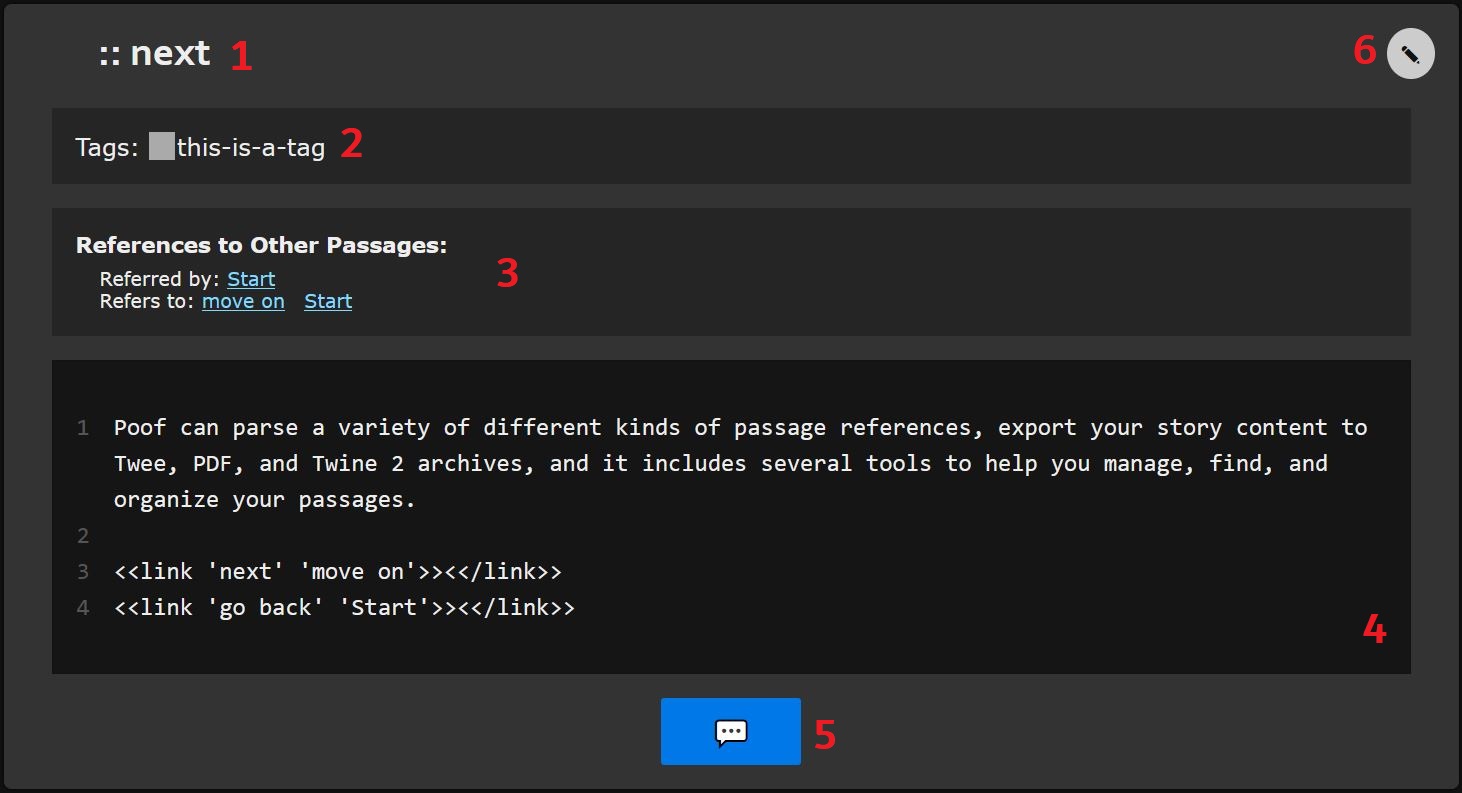 :: next 1
6
Tags: this-is-a-tag 2
References to Other Passages:
3
Referred by: Start
Refers to: move on Start
1 Poof can parse a variety of different kinds of passage references, export your story content to
Twee, PDF, and Twine 2 archives, and it includes several tools to help you manage, find, and
organize your passages.
2
3 <<link 'next' 'move on'>><</link>>
4 <<link 'go back' 'Start'>><</link>>
4
5